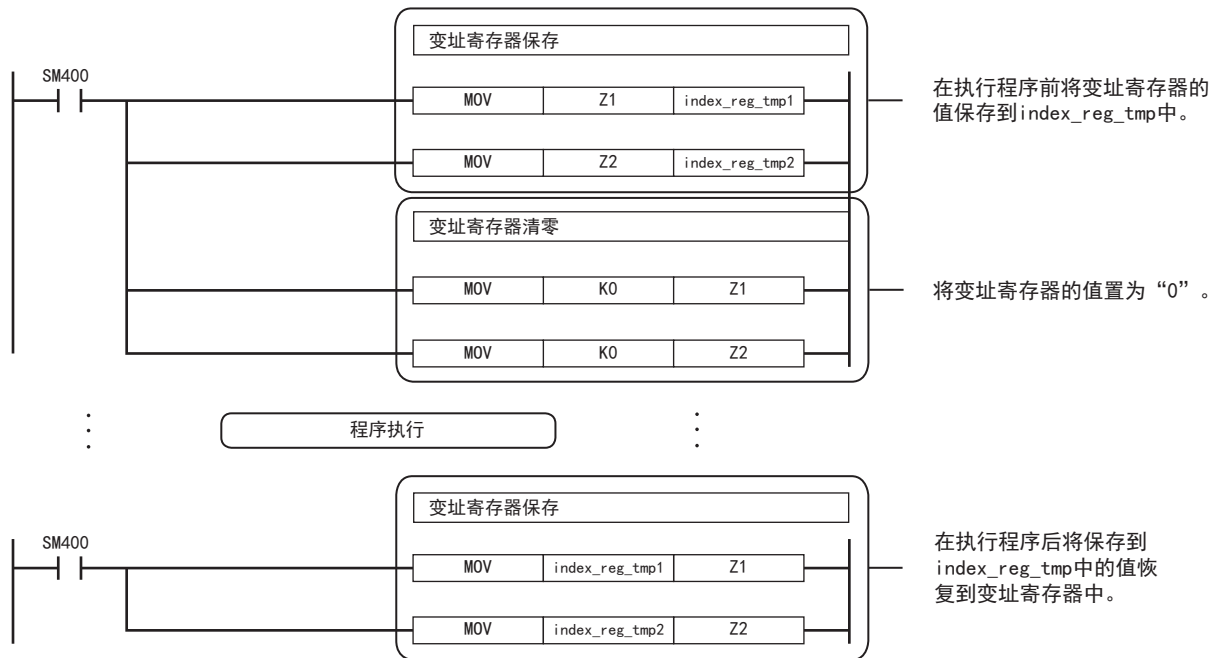 变址寄存器保存
SM400
MOV Z1 index_reg_tmp1
在执行程序前将变址寄存器的
值保存到index_reg_tmp中。
MOV Z2 index_reg_tmp2
变址寄存器清零
MOV K0 Z1
将变址寄存器的值置为“0”。
MOV K0 Z2
程序执行
变址寄存器保存
SM400
MOV index_reg_tmp1 Z1
在执行程序后将保存到
index_reg_tmp中的值恢
复到变址寄存器中。
MOV index_reg_tmp2 Z2